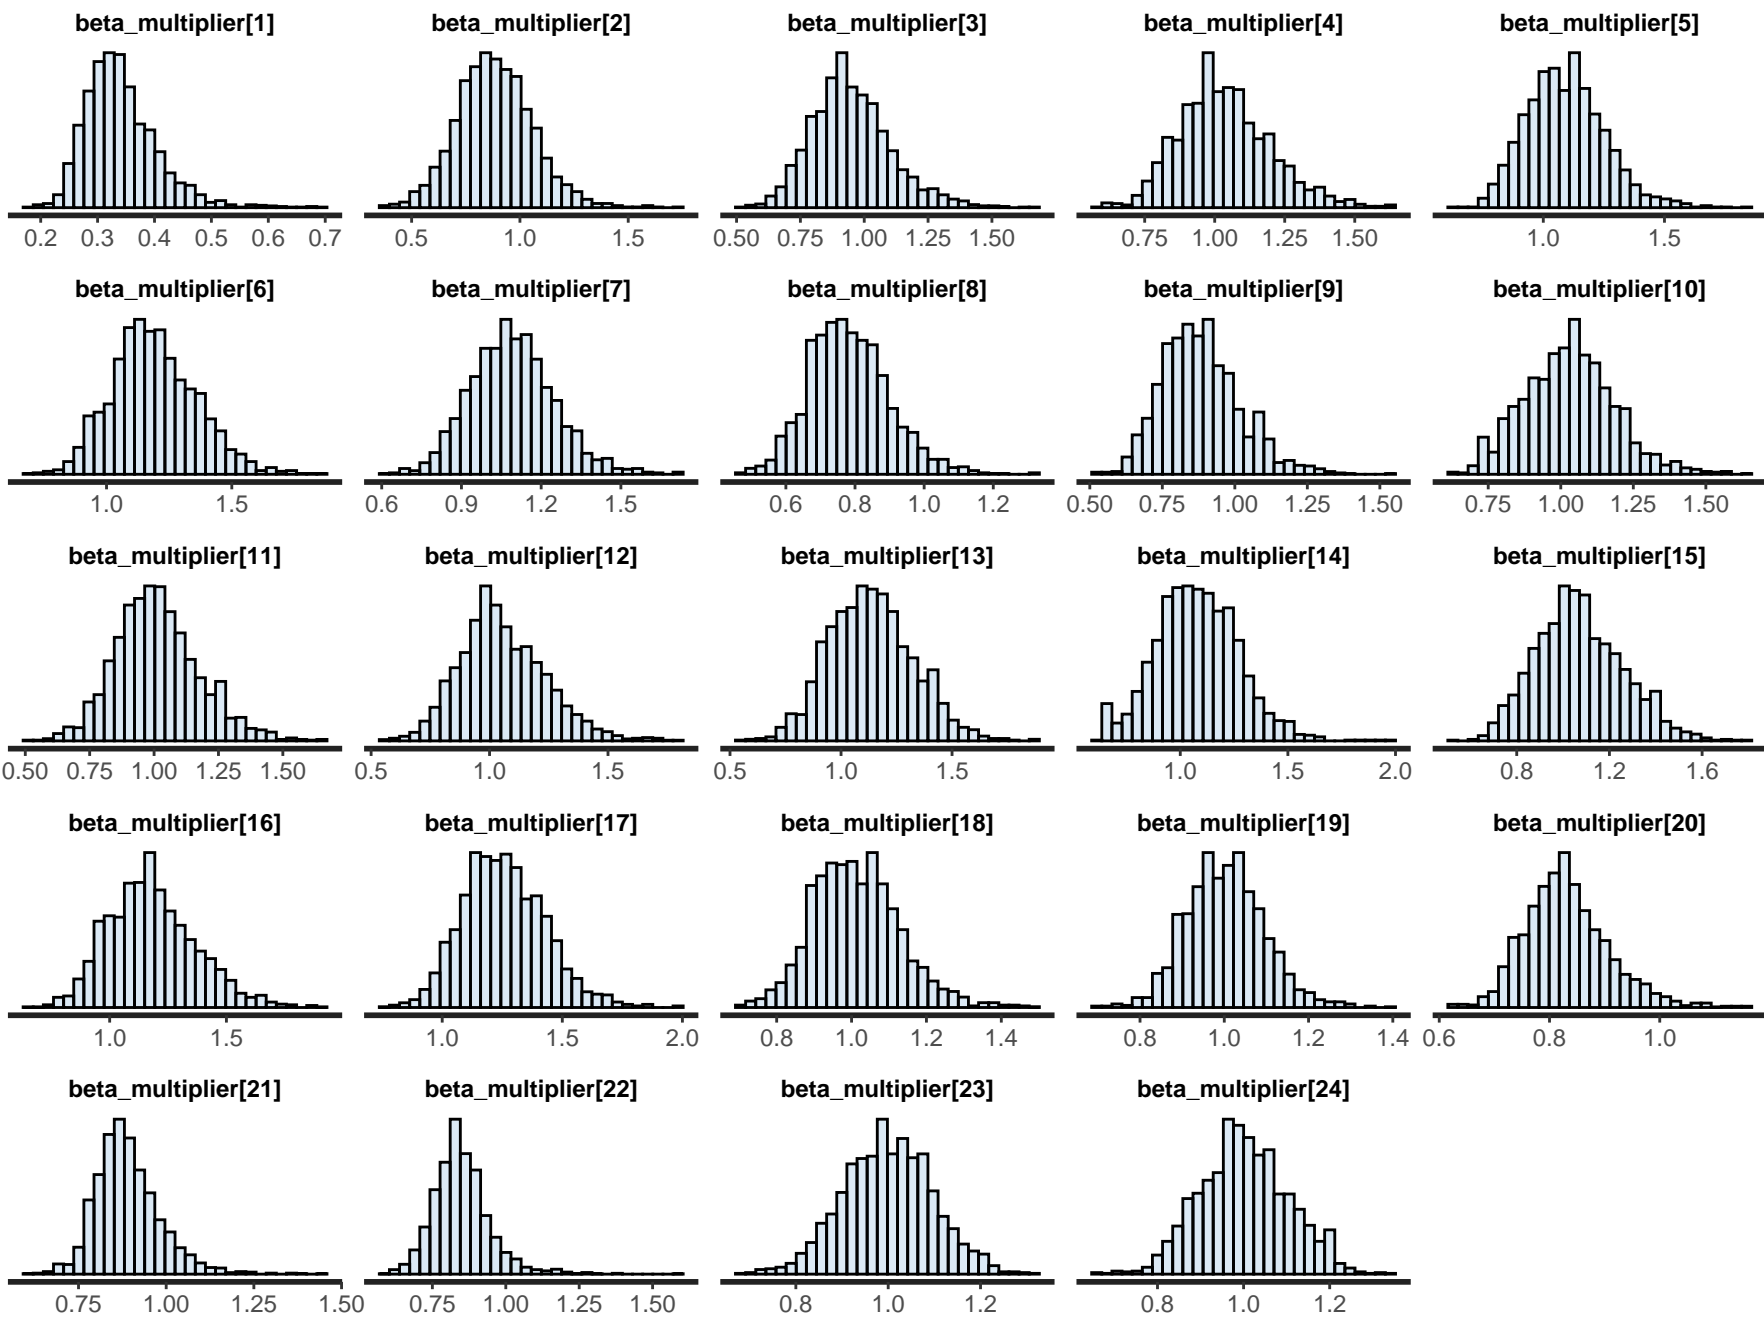 beta_multiplier[1] beta_multiplier[2] beta_multiplier[3] beta_multiplier[4] beta_multiplier[5]
0.2 0.3 0.4 0.5 0.6 0.7 0.5 1.0 1.5 0.50 0.75 1.00 1.25 1.50 0.75 1.00 1.25 1.50 1.0 1.5
beta_multiplier[6] beta_multiplier[7] beta_multiplier[8] beta_multiplier[9] beta_multiplier[10]
1.0 1.5 0.6 0.9 1.2 1.5 0.6 0.8 1.0 1.2 0.50 0.75 1.00 1.25 1.50 0.75 1.00 1.25 1.50
beta_multiplier[11] beta_multiplier[12] beta_multiplier[13] beta_multiplier[14] beta_multiplier[15]
0.50 0.75 1.00 1.25 1.50 0.5 1.0 1.5 0.5 1.0 1.5 1.0 1.5 2.0 0.8 1.2 1.6
beta_multiplier[16] beta_multiplier[17] beta_multiplier[18] beta_multiplier[19] beta_multiplier[20]
1.0 1.5 1.0 1.5 2.0 0.8 1.0 1.2 1.4 0.8 1.0 1.2 1.4 0.6 0.8 1.0
beta_multiplier[21] beta_multiplier[22] beta_multiplier[23] beta_multiplier[24]
0.75 1.00 1.25 1.50 0.75 1.00 1.25 1.50 0.8 1.0 1.2 0.8 1.0 1.2